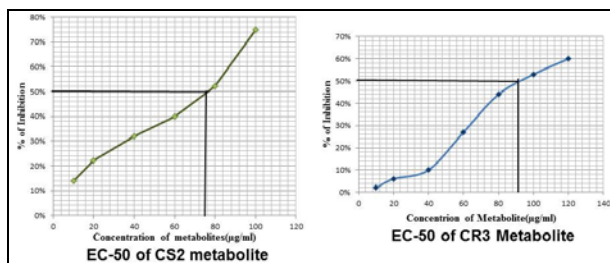 80%
70%
60%
50%
40%
30%
20%
10%
0%
% of Inhibition
0 20 40 60 80 100 120
Concentration of metabolites(µg/ml)
EC-50 of CS2 metabolite
70%
60%
50%
40%
30%
20%
10%
0%
% of Inhibition
0 20 40 60 80 100 120 140
Concentrion of Metabolite(µg/ml)
EC-50 of CR3 Metabolite